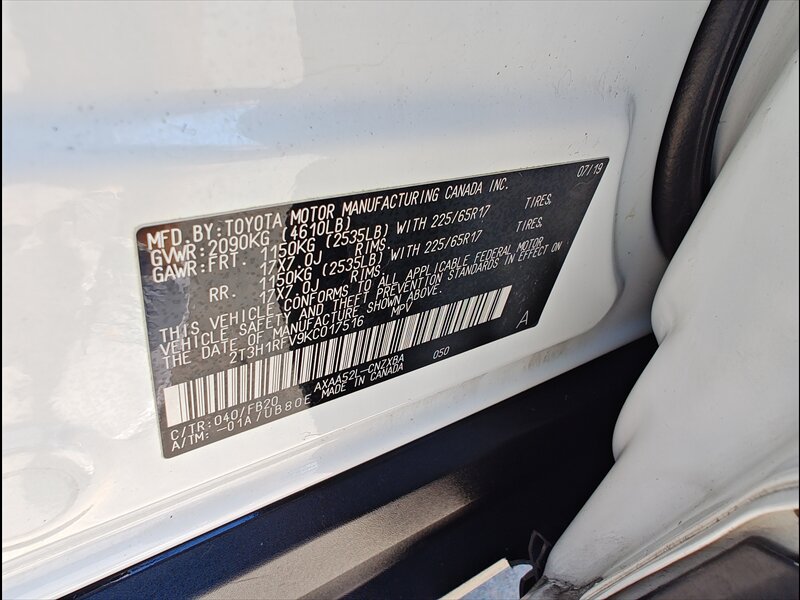 07/19
MFD.BY:TOYOTA MOTOR MANUFACTURING CANADA INC.
GVWR:2090KG (4610LB)
GAWR:FRT. 1150KG (2535LB) WITH 225/65R17 TIRES,
17X7.0J RIMS.
RR. 1150KG (2535LB) WITH 225/65R17 TIRES,
17X7.0J RIMS.
THIS VEHICLE CONFORMS TO ALL APPLICABLE FEDERAL MOTOR
VEHICLE SAFETY AND THEFT PREVENTION STANDARDS IN EFFECT ON
THE DATE OF MANUFACTURE SHOWN ABOVE.
2T3H1RFV9KC017516 MPV
A
C/TR:040/FB20 AXAA52L-CNZXBA 050
A/TM:-01A/UB80E MADE IN CANADA